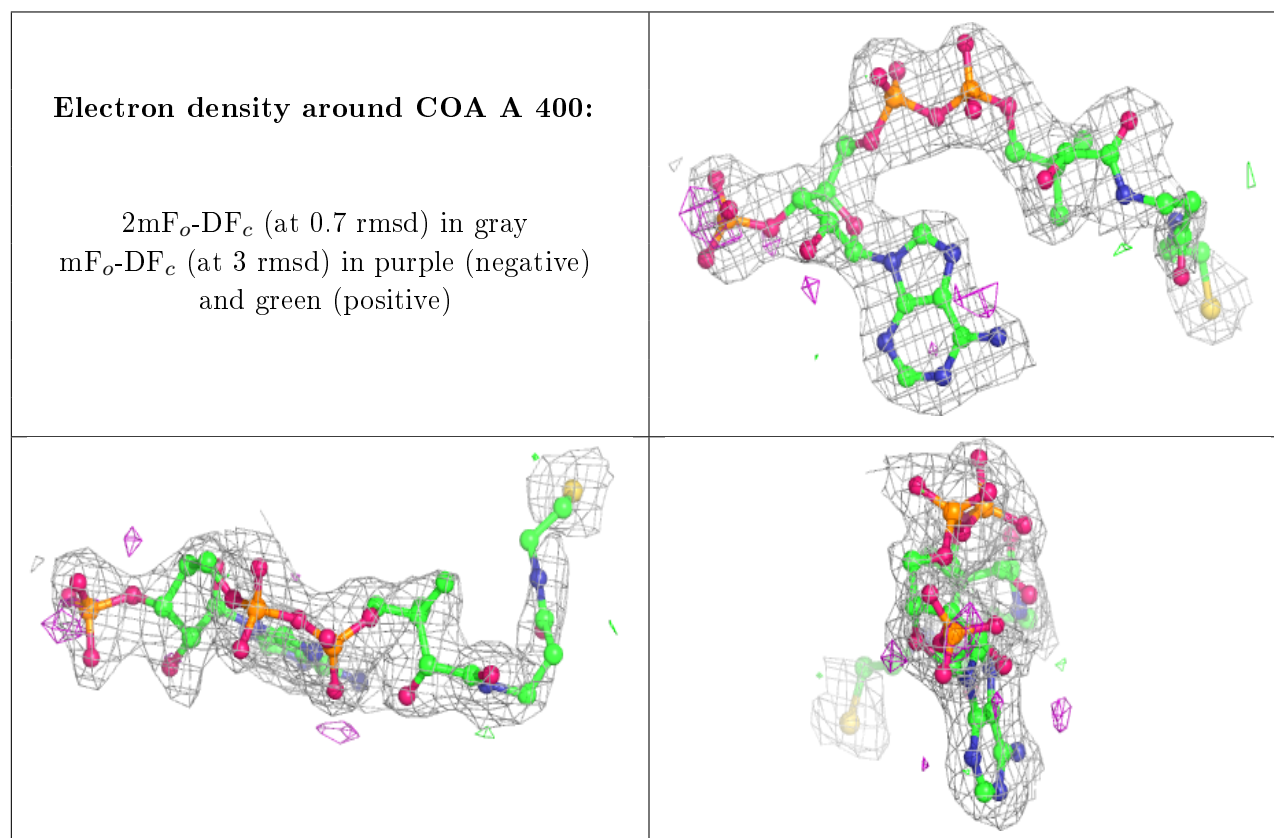 Electron density around COA A 400:
2mFo-DFc (at 0.7 rmsd) in gray
mFo-DFc (at 3 rmsd) in purple (negative)
and green (positive)